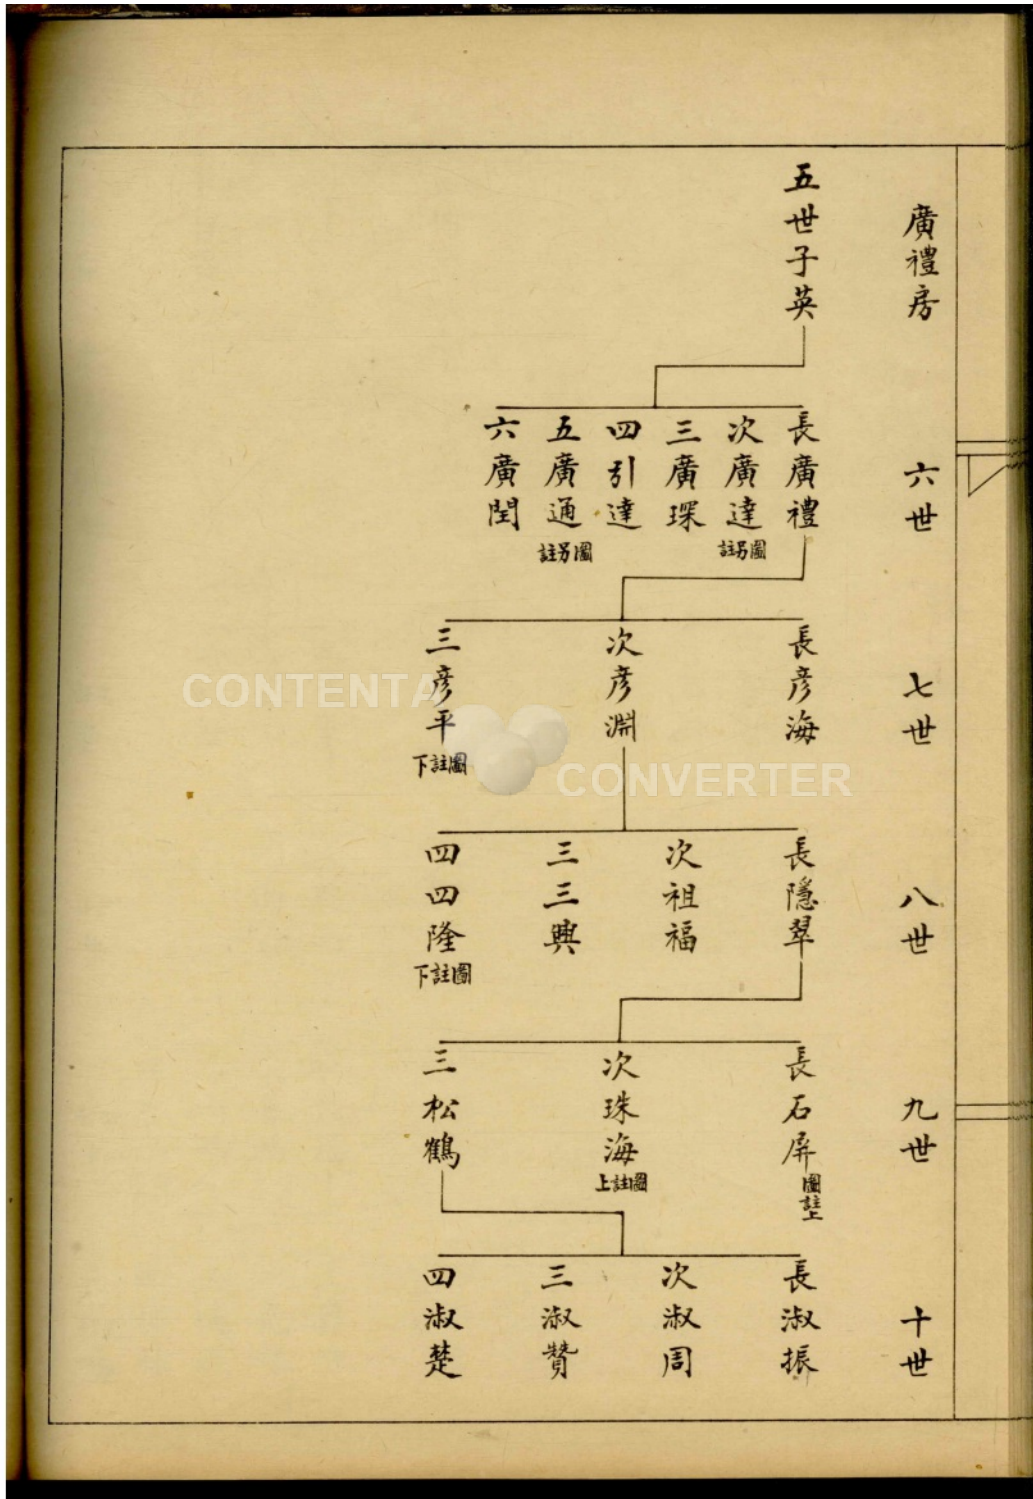 廣禮房
六世
七世
八世
九世
十世
五世子英
長廣禮
次廣達
圖另註
三廣琛
四引達
五廣通
圖另註
六廣閏
長彦海
次彦淵
三彦平
圖註下
長隱翠
次祖福
三三興
四四隆
圖註下
長石屏
圖註上
次珠海
圖註上
三松鶴
長淑振
次淑周
三淑贊
四淑楚
CONTENTA
CONVERTER